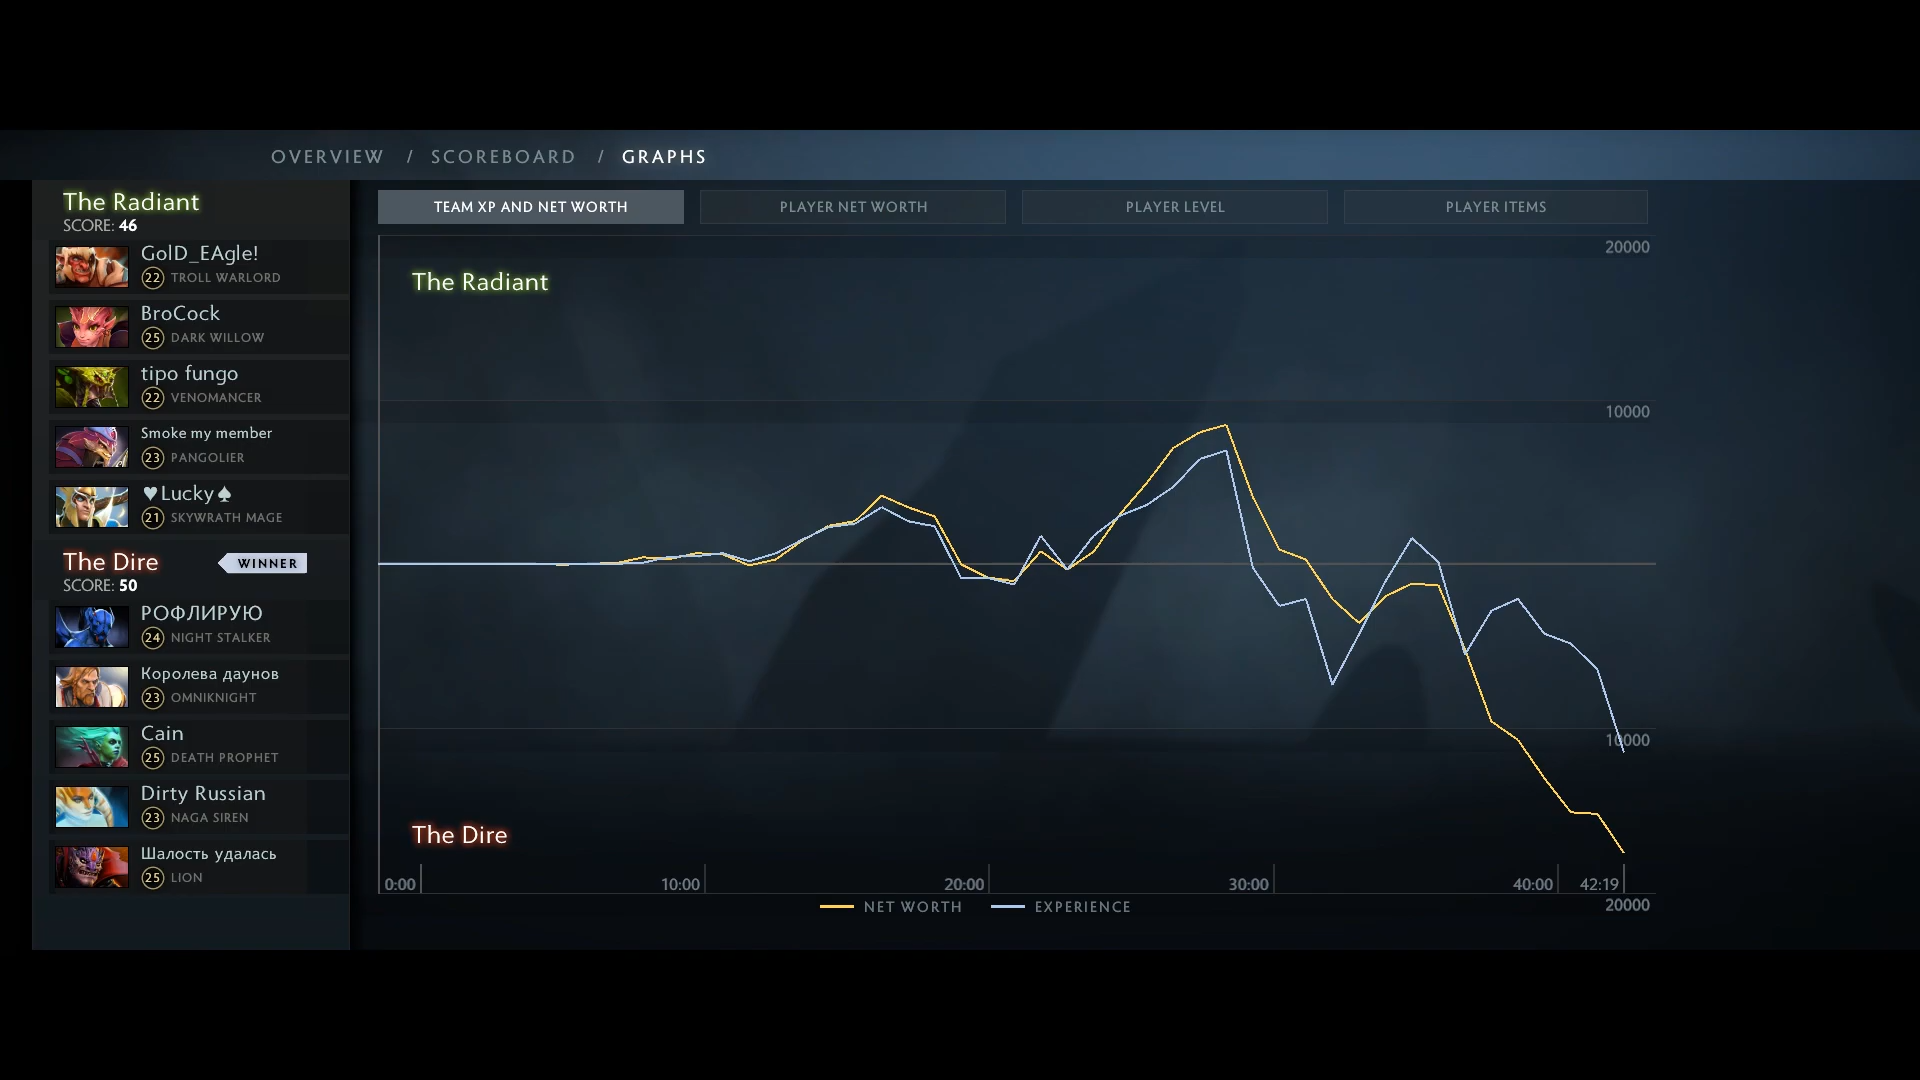 OVERVIEW / SCOREBOARD / GRAPHS
The Radiant
SCORE: 46
GolD_EAgle!
22 TROLL WARLORD
BroCock
25 DARK WILLOW
tipo fungo
22 VENOMANCER
Smoke my member
23 PANGOLIER
♥Lucky♠
21 SKYWRATH MAGE
The Dire WINNER
SCORE: 50
РОФЛИРУЮ
24 NIGHT STALKER
Королева даунов
23 OMNIKNIGHT
Cain
25 DEATH PROPHET
Dirty Russian
23 NAGA SIREN
Шалость удалась
25 LION
TEAM XP AND NET WORTH PLAYER NET WORTH PLAYER LEVEL PLAYER ITEMS
20000
The Radiant
10000
10000
The Dire
0:00 10:00 20:00 30:00 40:00 42:19
20000
NET WORTH EXPERIENCE